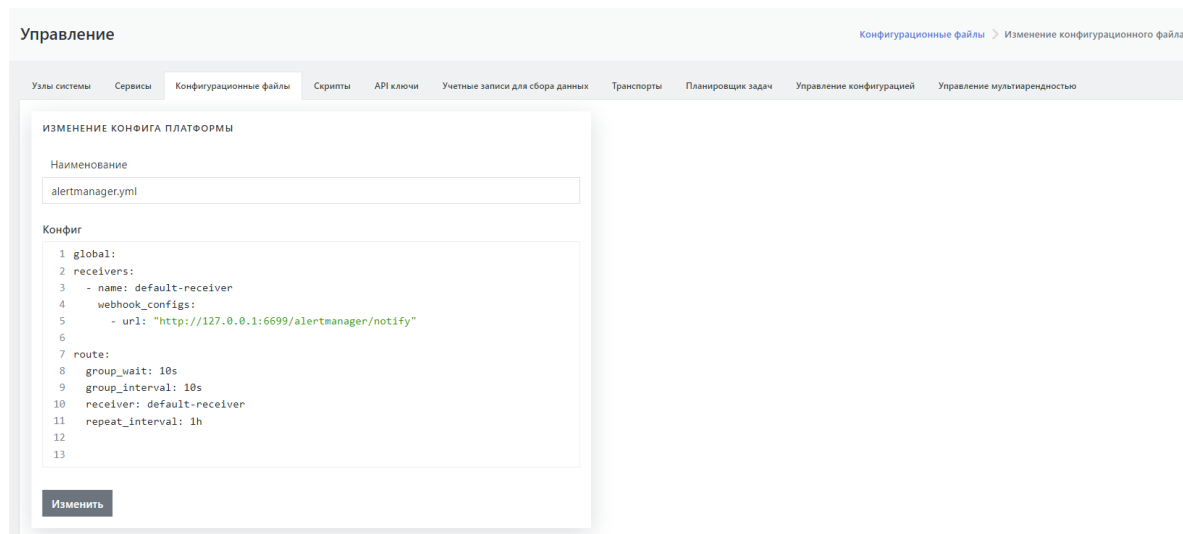 Управление
Конфигурационные файлы > Изменение конфигурационного файла
Узлы системы Сервисы Конфигурационные файлы Скрипты API ключи Учетные записи для сбора данных Транспорты Планировщик задач Управление конфигурацией Управление мультиарендностью
ИЗМЕНЕНИЕ КОНФИГА ПЛАТФОРМЫ
Наименование
alertmanager.yml
Конфиг
1 global:
2 receivers:
3   - name: default-receiver
4     webhook_configs:
5       - url: "http://127.0.0.1:6699/alertmanager/notify"
6
7 route:
8   group_wait: 10s
9   group_interval: 10s
10   receiver: default-receiver
11   repeat_interval: 1h
12
13
Изменить